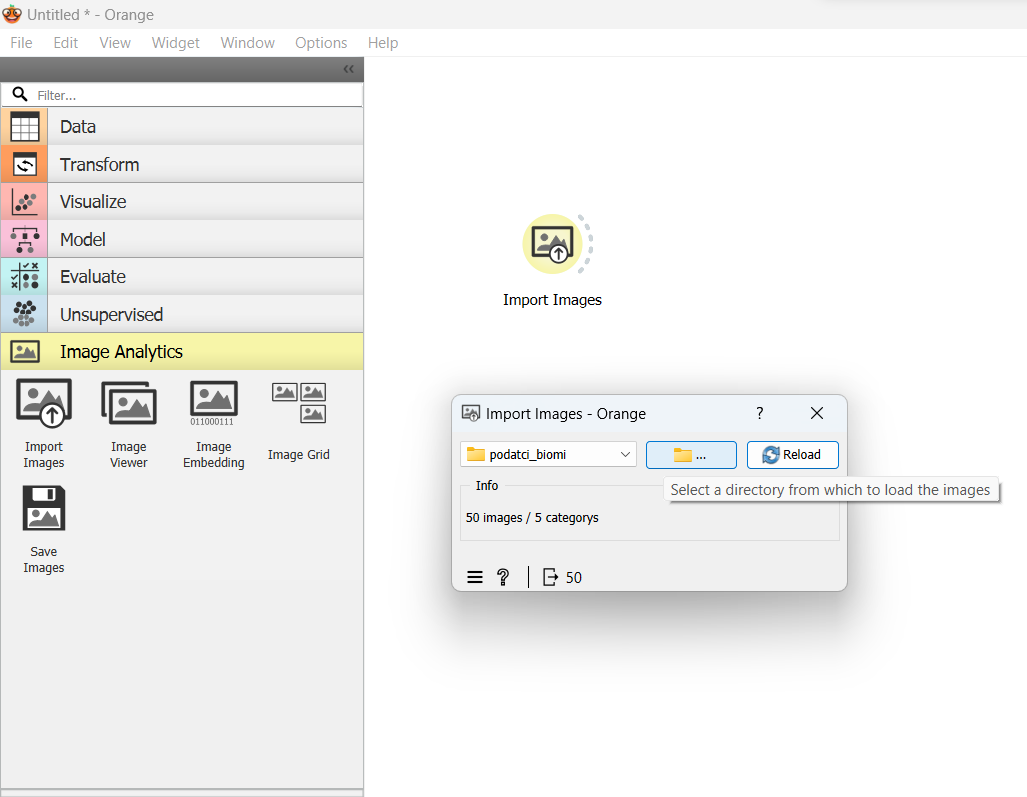 Untitled * - Orange
File Edit View Widget Window Options Help
«
Filter...
Data
Transform
Visualize
Model
Evaluate
Unsupervised
Image Analytics
Import Images
Image Viewer
Image Embedding
011000111
Image Grid
Save Images
Import Images
Import Images - Orange ?
podatci_biomi ... Reload
Select a directory from which to load the images
Info
50 images / 5 categorys
? 50